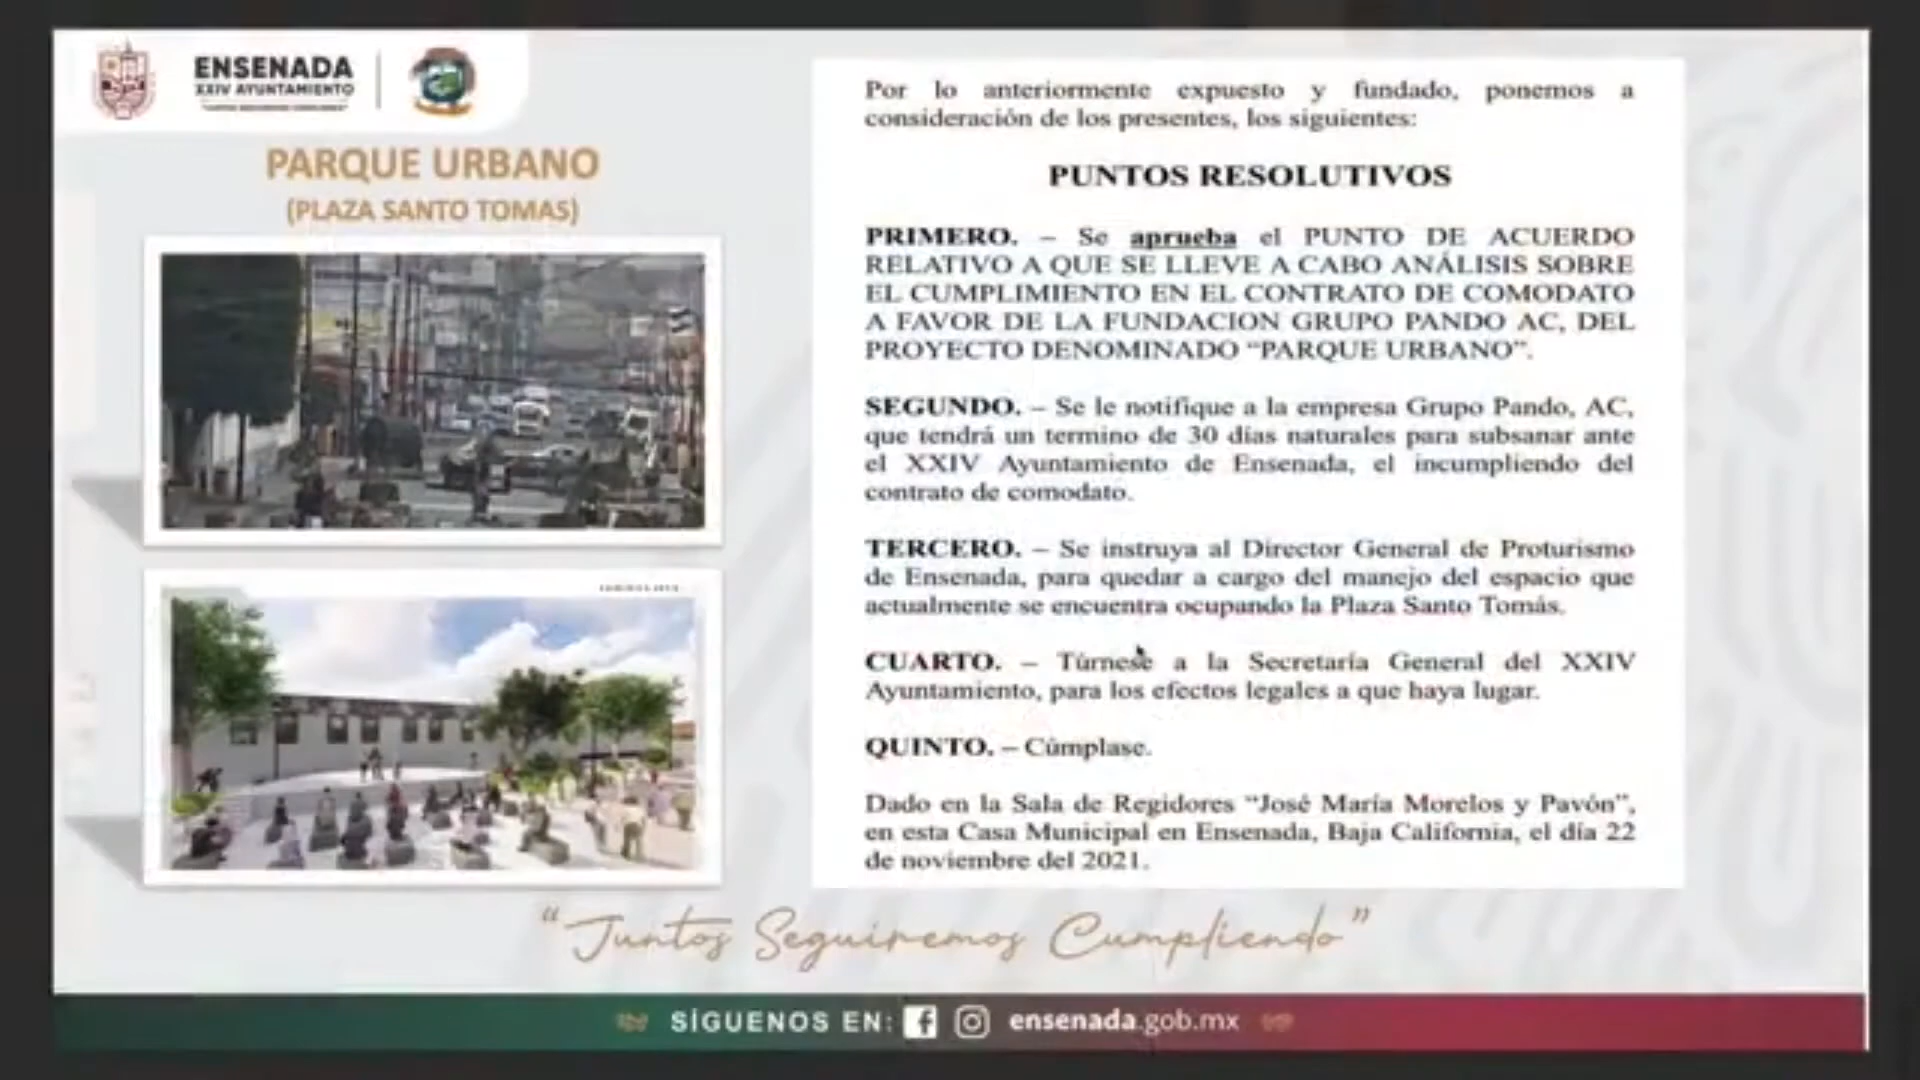 ENSENADA
XXIV AYUNTAMIENTO
PARQUE URBANO
(PLAZA SANTO TOMAS)
Por lo anteriormente expuesto y fundado, ponemos a
consideración de los presentes, los siguientes:
PUNTOS RESOLUTIVOS
PRIMERO. – Se aprueba el PUNTO DE ACUERDO
RELATIVO A QUE SE LLEVE A CABO ANÁLISIS SOBRE
EL CUMPLIMIENTO EN EL CONTRATO DE COMODATO
A FAVOR DE LA FUNDACION GRUPO PANDO AC, DEL
PROYECTO DENOMINADO “PARQUE URBANO”.
SEGUNDO. – Se le notifique a la empresa Grupo Pando, AC,
que tendrá un termino de 30 días naturales para subsanar ante
el XXIV Ayuntamiento de Ensenada, el incumpliendo del
contrato de comodato.
TERCERO. – Se instruya al Director General de Proturismo
de Ensenada, para quedar a cargo del manejo del espacio que
actualmente se encuentra ocupando la Plaza Santo Tomás.
CUARTO. – Túrnese a la Secretaría General del XXIV
Ayuntamiento, para los efectos legales a que haya lugar.
QUINTO. – Cúmplase.
Dado en la Sala de Regidores “José María Morelos y Pavón”,
en esta Casa Municipal en Ensenada, Baja California, el día 22
de noviembre del 2021.
“Juntos Seguiremos Cumpliendo”
SÍGUENOS EN: ensenada.gob.mx